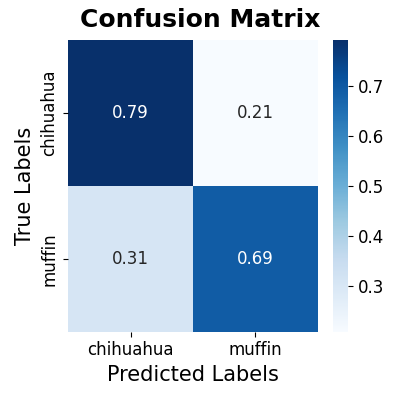 Confusion Matrix
True Labels
chihuahua
0.79
0.21
muffin
0.31
0.69
chihuahua
muffin
Predicted Labels
0.7
0.6
0.5
0.4
0.3